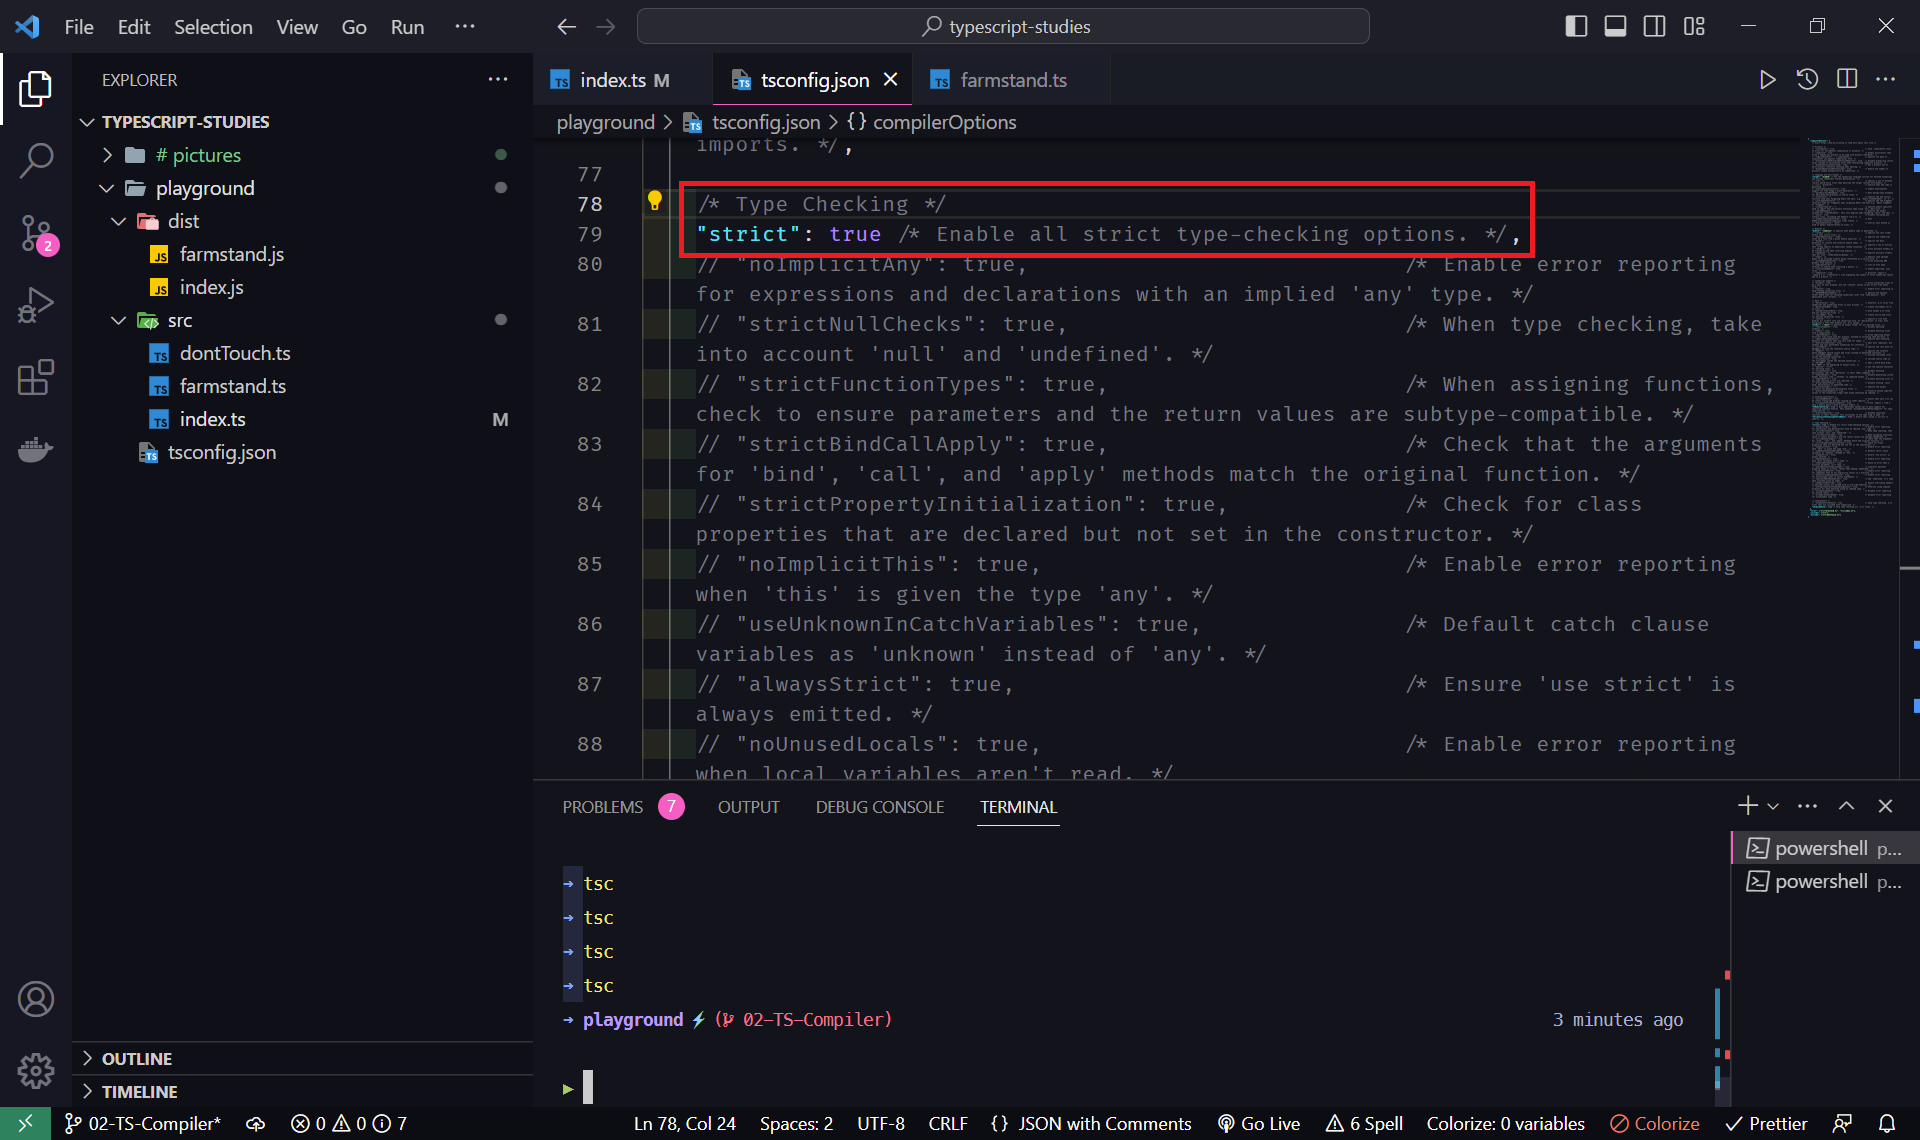 File Edit Selection View Go Run ··· typescript-studies
EXPLORER ···
TYPESCRIPT-STUDIES
# pictures
playground
dist
JS farmstand.js
JS index.js
src
TS dontTouch.ts
TS farmstand.ts
TS index.ts M
TS tsconfig.json
2
OUTLINE
TIMELINE
TS index.ts M TS tsconfig.json TS farmstand.ts
playground > TS tsconfig.json > {} compilerOptions
imports. */,
77
78 /* Type Checking */
79 "strict": true /* Enable all strict type-checking options. */,
80 // "noImplicitAny": true, /* Enable error reporting
for expressions and declarations with an implied 'any' type. */
81 // "strictNullChecks": true, /* When type checking, take
into account 'null' and 'undefined'. */
82 // "strictFunctionTypes": true, /* When assigning functions,
check to ensure parameters and the return values are subtype-compatible. */
83 // "strictBindCallApply": true, /* Check that the arguments
for 'bind', 'call', and 'apply' methods match the original function. */
84 // "strictPropertyInitialization": true, /* Check for class
properties that are declared but not set in the constructor. */
85 // "noImplicitThis": true, /* Enable error reporting
when 'this' is given the type 'any'. */
86 // "useUnknownInCatchVariables": true, /* Default catch clause
variables as 'unknown' instead of 'any'. */
87 // "alwaysStrict": true, /* Ensure 'use strict' is
always emitted. */
88 // "noUnusedLocals": true, /* Enable error reporting
when local variables aren't read. */
PROBLEMS 7 OUTPUT DEBUG CONSOLE TERMINAL
→ tsc
→ tsc
→ tsc
→ tsc
→ playground ⚡ ( 02-TS-Compiler) 3 minutes ago
powershell p...
powershell p...
02-TS-Compiler* 0 0 7 Ln 78, Col 24 Spaces: 2 UTF-8 CRLF {} JSON with Comments Go Live 6 Spell Colorize: 0 variables Colorize Prettier